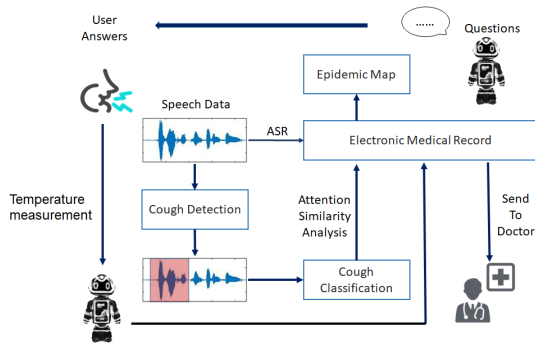 User
Answers
......
Questions
Epidemic Map
Speech Data
ASR
Electronic Medical Record
Temperature
measurement
Cough Detection
Attention
Similarity
Analysis
Send
To
Doctor
Cough
Classification